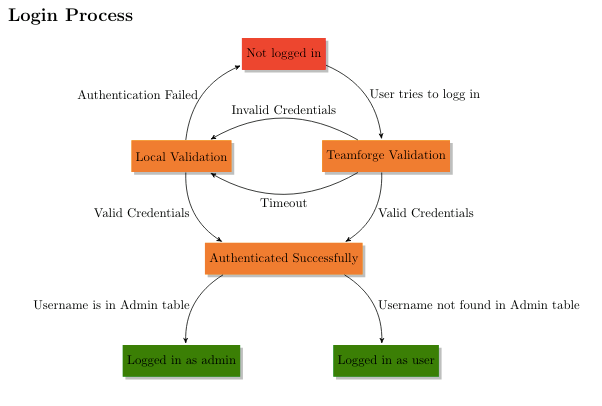 Login Process
Not logged in
Authentication Failed
User tries to logg in
Invalid Credentials
Local Validation
Teamforge Validation
Timeout
Valid Credentials
Valid Credentials
Authenticated Successfully
Username is in Admin table
Username not found in Admin table
Logged in as admin
Logged in as user